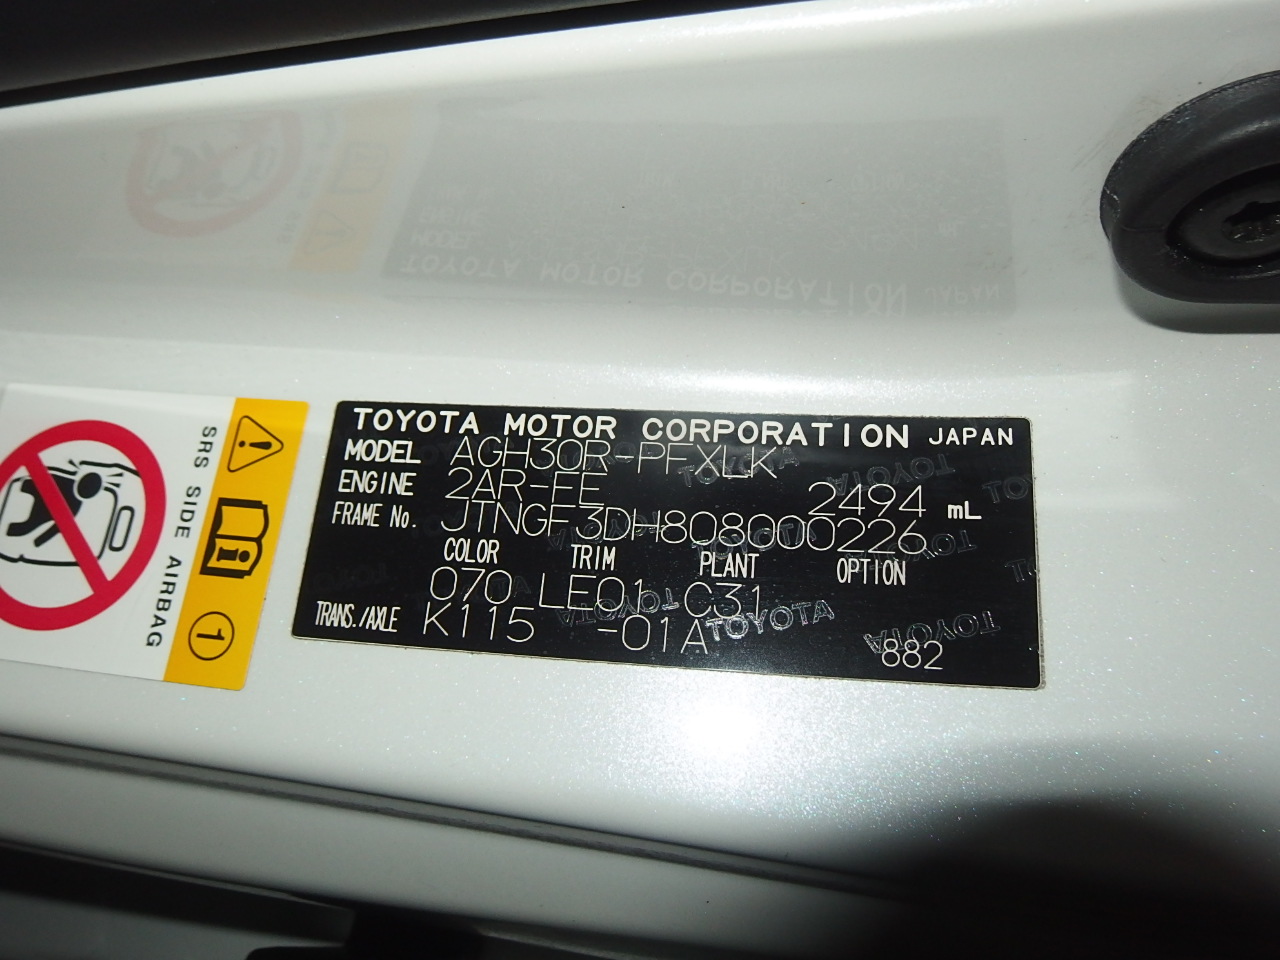 TOYOTA MOTOR CORPORATION JAPAN
MODEL AGH30R-PFXLK
ENGINE 2AR-FE 2494 mL
FRAME No. JTNGF3DH808000226
COLOR TRIM PLANT OPTION
070 LE01 C31
TRANS./AXLE K115 -01A
882
SRS SIDE AIRBAG
1